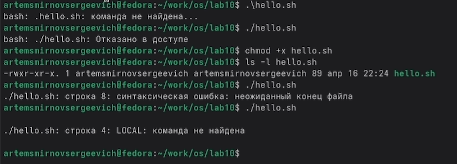 artemsmirnovsergeevich@fedora:~/work/os/lab10$ .\hello.sh
bash: .hello.sh: команда не найдена...
artemsmirnovsergeevich@fedora:~/work/os/lab10$ ./hello.sh
bash: ./hello.sh: Отказано в доступе
artemsmirnovsergeevich@fedora:~/work/os/lab10$ chmod +x hello.sh
artemsmirnovsergeevich@fedora:~/work/os/lab10$ ls -l hello.sh
-rwxr-xr-x. 1 artemsmirnovsergeevich artemsmirnovsergeevich 89 апр 16 22:24 hello.sh
artemsmirnovsergeevich@fedora:~/work/os/lab10$ ./hello.sh
./hello.sh: строка 8: синтаксическая ошибка: неожиданный конец файла
artemsmirnovsergeevich@fedora:~/work/os/lab10$ ./hello.sh
./hello.sh: строка 4: LOCAL: команда не найдена
artemsmirnovsergeevich@fedora:~/work/os/lab10$